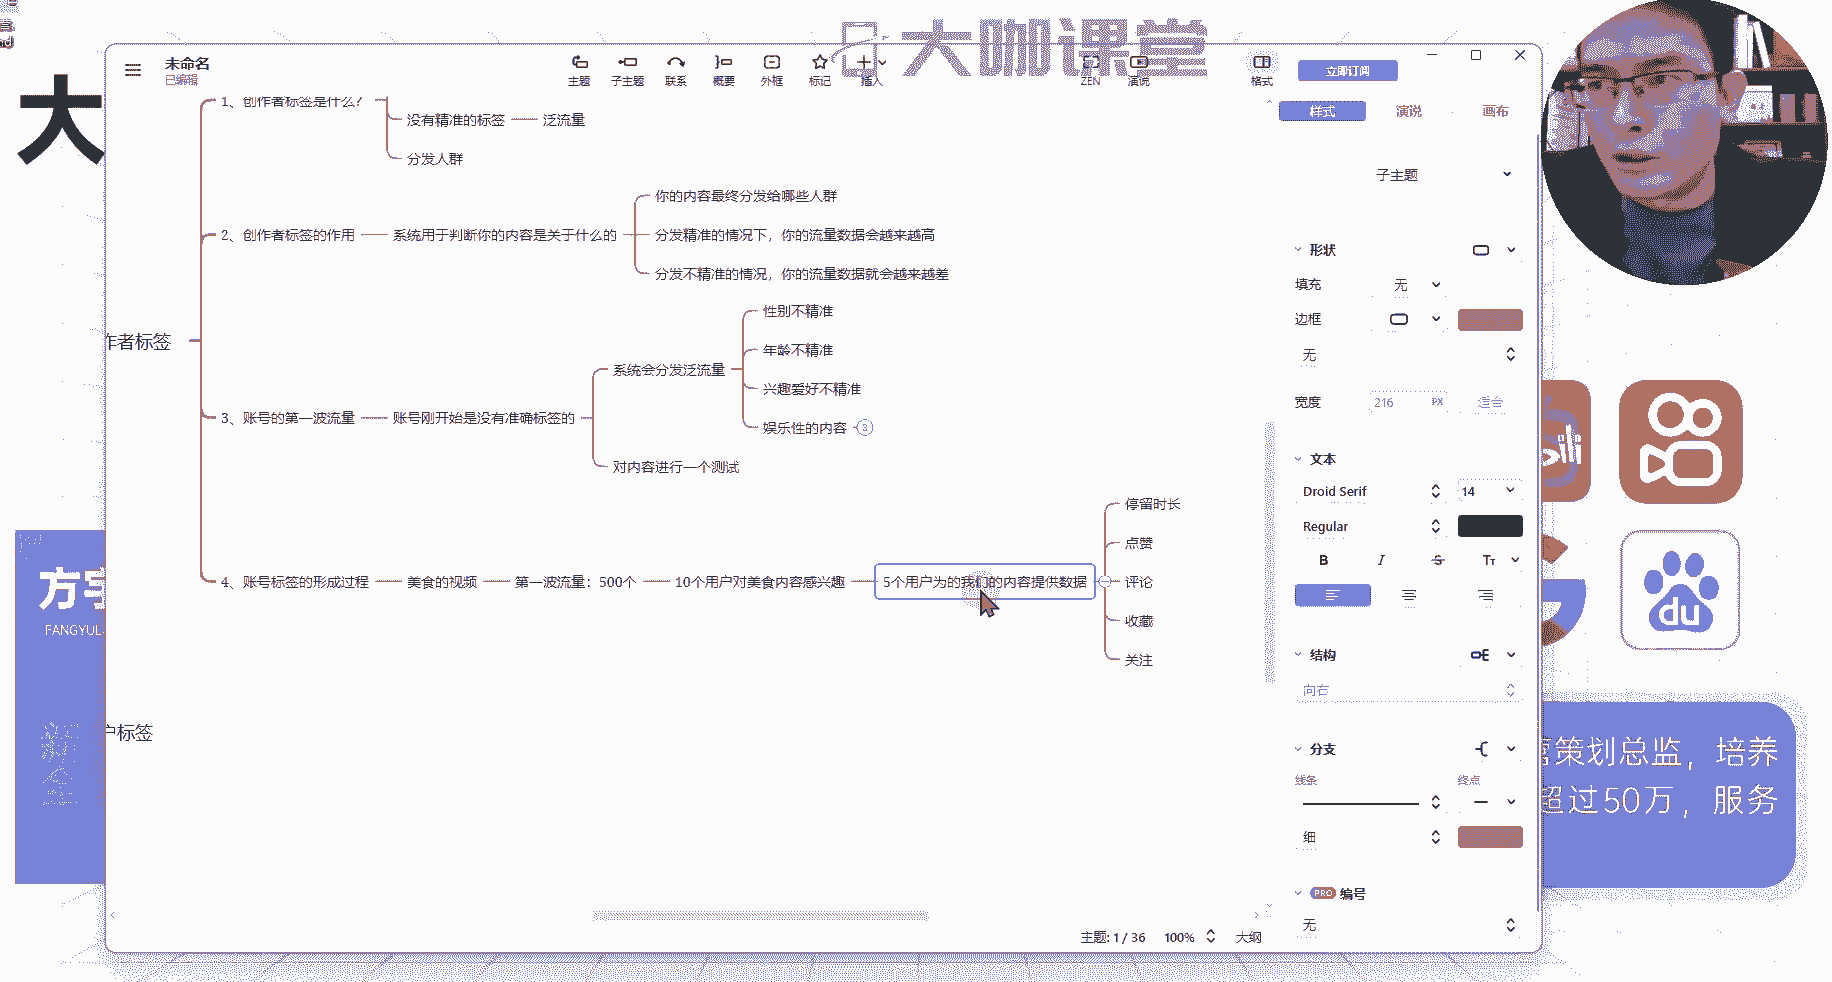 大咖课堂
大
未命名
已编辑
主题
子主题
联系
概要
外框
标记
插入
ZEN
演说
格式
立即订阅
样式
演说
画布
1、创作者标签是什么？
没有精准的标签
泛流量
分发人群
2、创作者标签的作用
系统用于判断你的内容是关于什么的
你的内容最终分发给哪些人群
分发精准的情况下，你的流量数据会越来越高
分发不精准的情况，你的流量数据就会越来越差
作者标签
3、账号的第一波流量
账号刚开始是没有准确标签的
系统会分发泛流量
性别不精准
年龄不精准
兴趣爱好不精准
娱乐性的内容
3
对内容进行一个测试
4、账号标签的形成过程
美食的视频
第一波流量：500个
10个用户对美食内容感兴趣
5个用户为的我们的内容提供数据
停留时长
点赞
评论
收藏
关注
户标签
子主题
形状
填充
无
边框
无
宽度
216
PX
适合
文本
Droid Serif
14
Regular
B
I
S
TT
结构
向右
分支
线条
终点
细
PRO 编号
无
主题: 1 / 36
100%
大纲
方宇
FANGYUL
du
营策划总监，培养
超过50万，服务